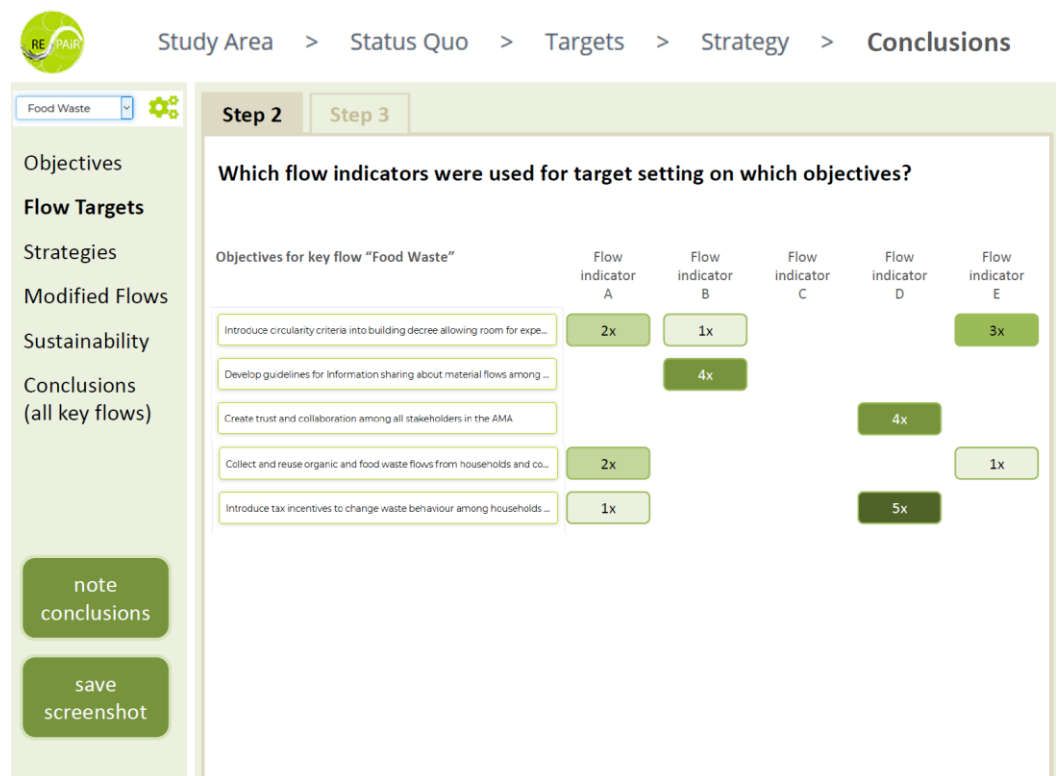 RE PAiR
Study Area > Status Quo > Targets > Strategy > Conclusions
Food Waste
Objectives
Flow Targets
Strategies
Modified Flows
Sustainability
Conclusions
(all key flows)
note
conclusions
save
screenshot
Step 2 Step 3
Which flow indicators were used for target setting on which objectives?
Objectives for key flow “Food Waste”
Flow indicator A
Flow indicator B
Flow indicator C
Flow indicator D
Flow indicator E
Introduce circularity criteria into building decree allowing room for expe... 2x 1x 3x
Develop guidelines for Information sharing about material flows among ... 4x
Create trust and collaboration among all stakeholders in the AMA 4x
Collect and reuse organic and food waste flows from households and co... 2x 1x
Introduce tax incentives to change waste behaviour among households ... 1x 5x